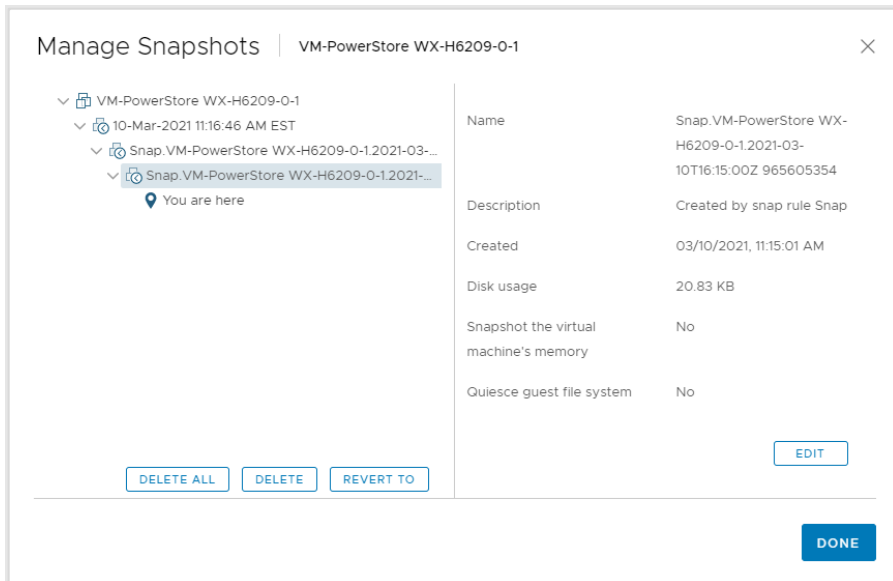 Manage Snapshots
VM-PowerStore WX-H6209-0-1
VM-PowerStore WX-H6209-0-1
10-Mar-2021 11:16:46 AM EST
Snap.VM-PowerStore WX-H6209-0-1.2021-03-...
Snap.VM-PowerStore WX-H6209-0-1.2021-...
You are here
DELETE ALL
DELETE
REVERT TO
Name
Snap.VM-PowerStore WX-
H6209-0-1.2021-03-
10T16:15:00Z 965605354
Description
Created by snap rule Snap
Created
03/10/2021, 11:15:01 AM
Disk usage
20.83 KB
Snapshot the virtual
machine's memory
No
Quiesce guest file system
No
EDIT
DONE